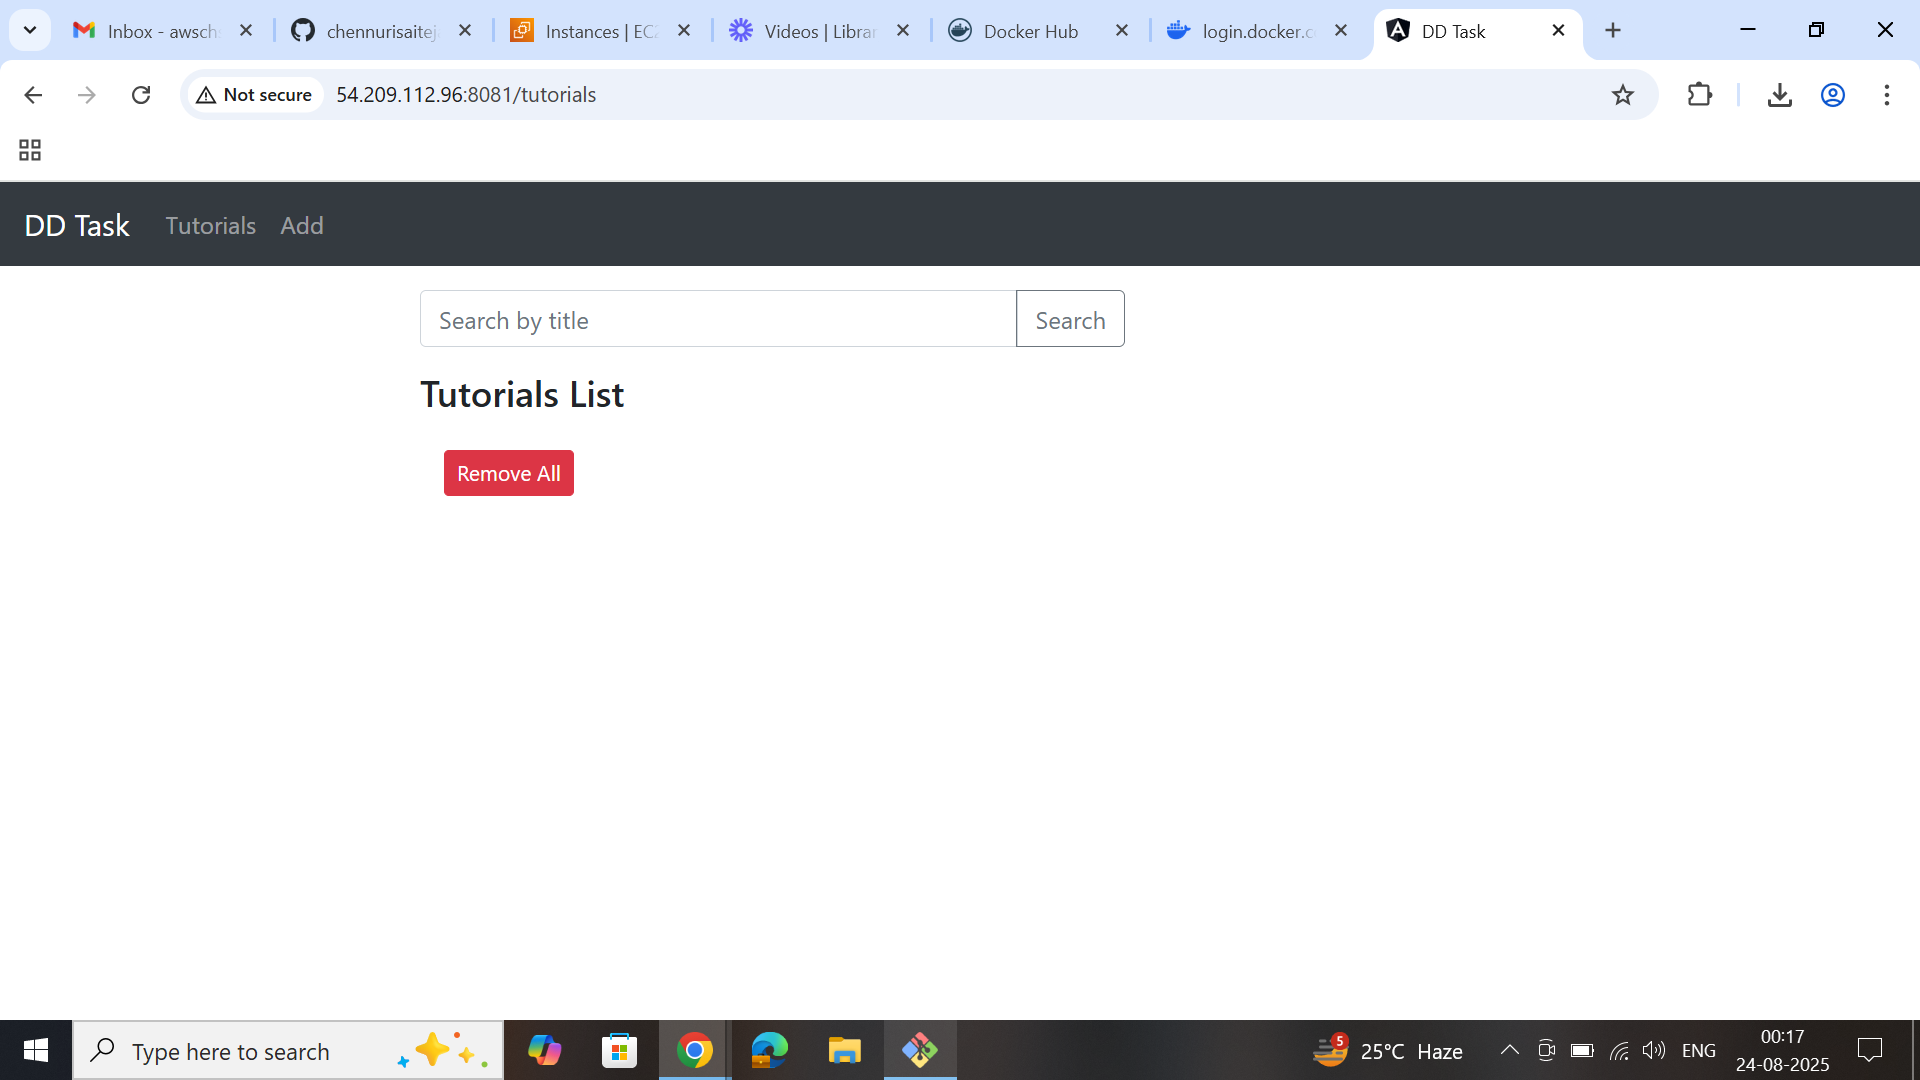 Inbox - awsch
chennurisaitej
Instances | EC2
Videos | Librar
Docker Hub
login.docker.c
DD Task
Not secure
54.209.112.96:8081/tutorials
DD Task
Tutorials
Add
Search by title
Search
Tutorials List
Remove All
Type here to search
5
25°C Haze
ENG
00:17
24-08-2025